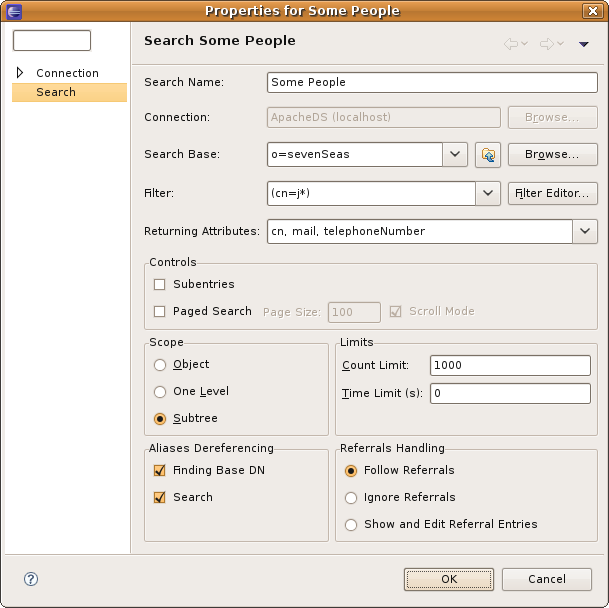 Properties for Some People
Search Some People
Connection
Search
Search Name: Some People
Connection: ApacheDS (localhost) Browse...
Search Base: o=sevenSeas Browse...
Filter: (cn=j*) Filter Editor...
Returning Attributes: cn, mail, telephoneNumber
Controls
Subentries
Paged Search Page Size: 100 Scroll Mode
Scope
Object
One Level
Subtree
Limits
Count Limit: 1000
Time Limit (s): 0
Aliases Dereferencing
Finding Base DN
Search
Referrals Handling
Follow Referrals
Ignore Referrals
Show and Edit Referral Entries
? OK Cancel